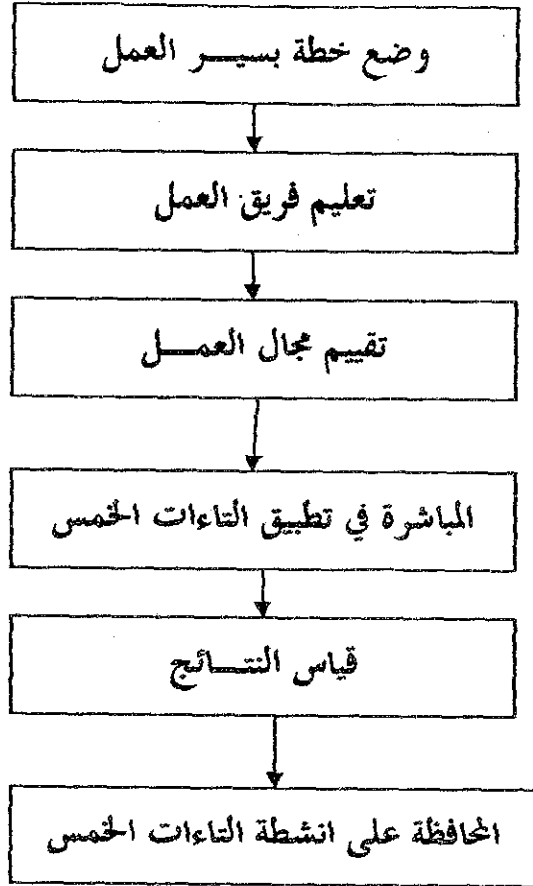 وضع خطة بسير العمل
تعليم فريق العمل
تقييم مجال العمل
المباشرة في تطبيق التاءات الخمس
قياس النتائج
المحافظة على انشطة التاءات الخمس